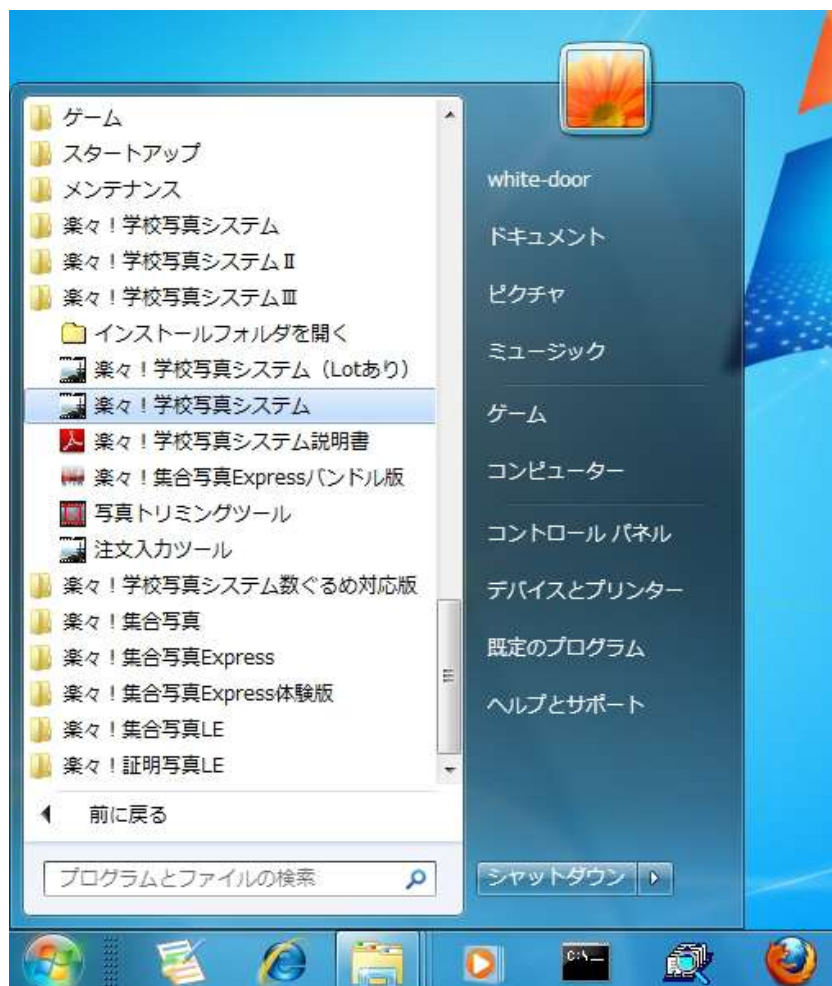 ゲーム
スタートアップ
メンテナンス
楽々！学校写真システム
楽々！学校写真システムⅡ
楽々！学校写真システムⅢ
インストールフォルダを開く
楽々！学校写真システム（Lotあり）
楽々！学校写真システム
楽々！学校写真システム説明書
楽々！集合写真Expressバンドル版
写真トリミングツール
注文入力ツール
楽々！学校写真システム数ぐるめ対応版
楽々！集合写真
楽々！集合写真Express
楽々！集合写真Express体験版
楽々！集合写真LE
楽々！証明写真LE
前に戻る
プログラムとファイルの検索
white-door
ドキュメント
ピクチャ
ミュージック
ゲーム
コンピューター
コントロール パネル
デバイスとプリンター
既定のプログラム
ヘルプとサポート
シャットダウン
C:\_